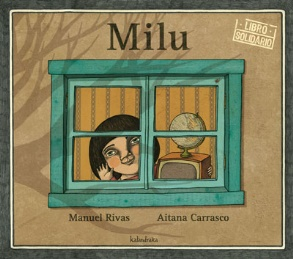 Milu
LIBRO
SOLIDARIO
Manuel Rivas Aitana Carrasco
kalandraka